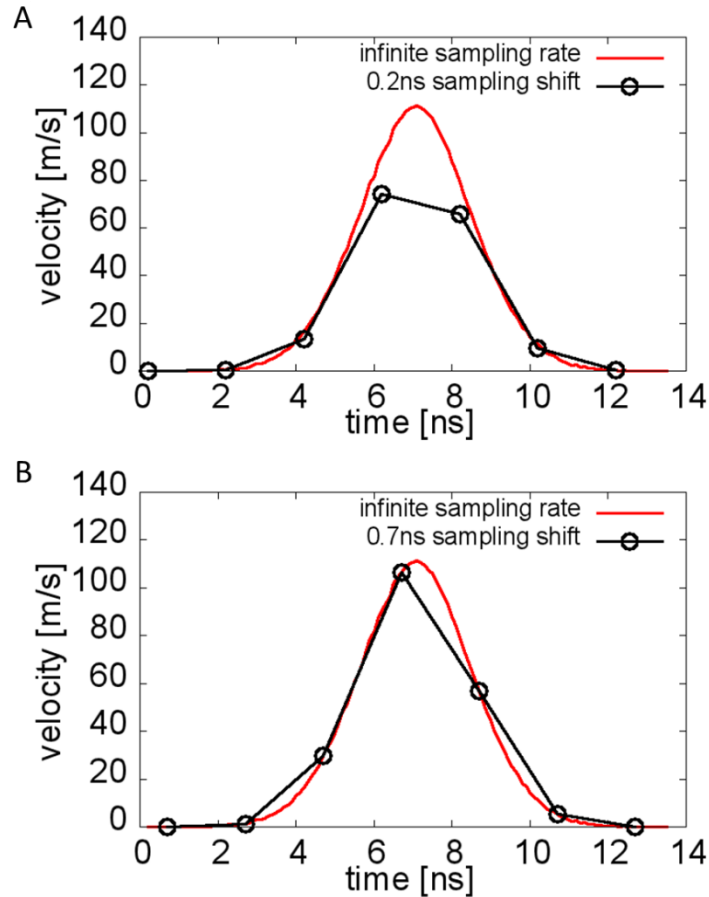 A
140
120
100
80
60
40
20
0
velocity [m/s]
infinite sampling rate
0.2ns sampling shift
0 2 4 6 8 10 12 14
time [ns]
B
140
120
100
80
60
40
20
0
velocity [m/s]
infinite sampling rate
0.7ns sampling shift
0 2 4 6 8 10 12 14
time [ns]